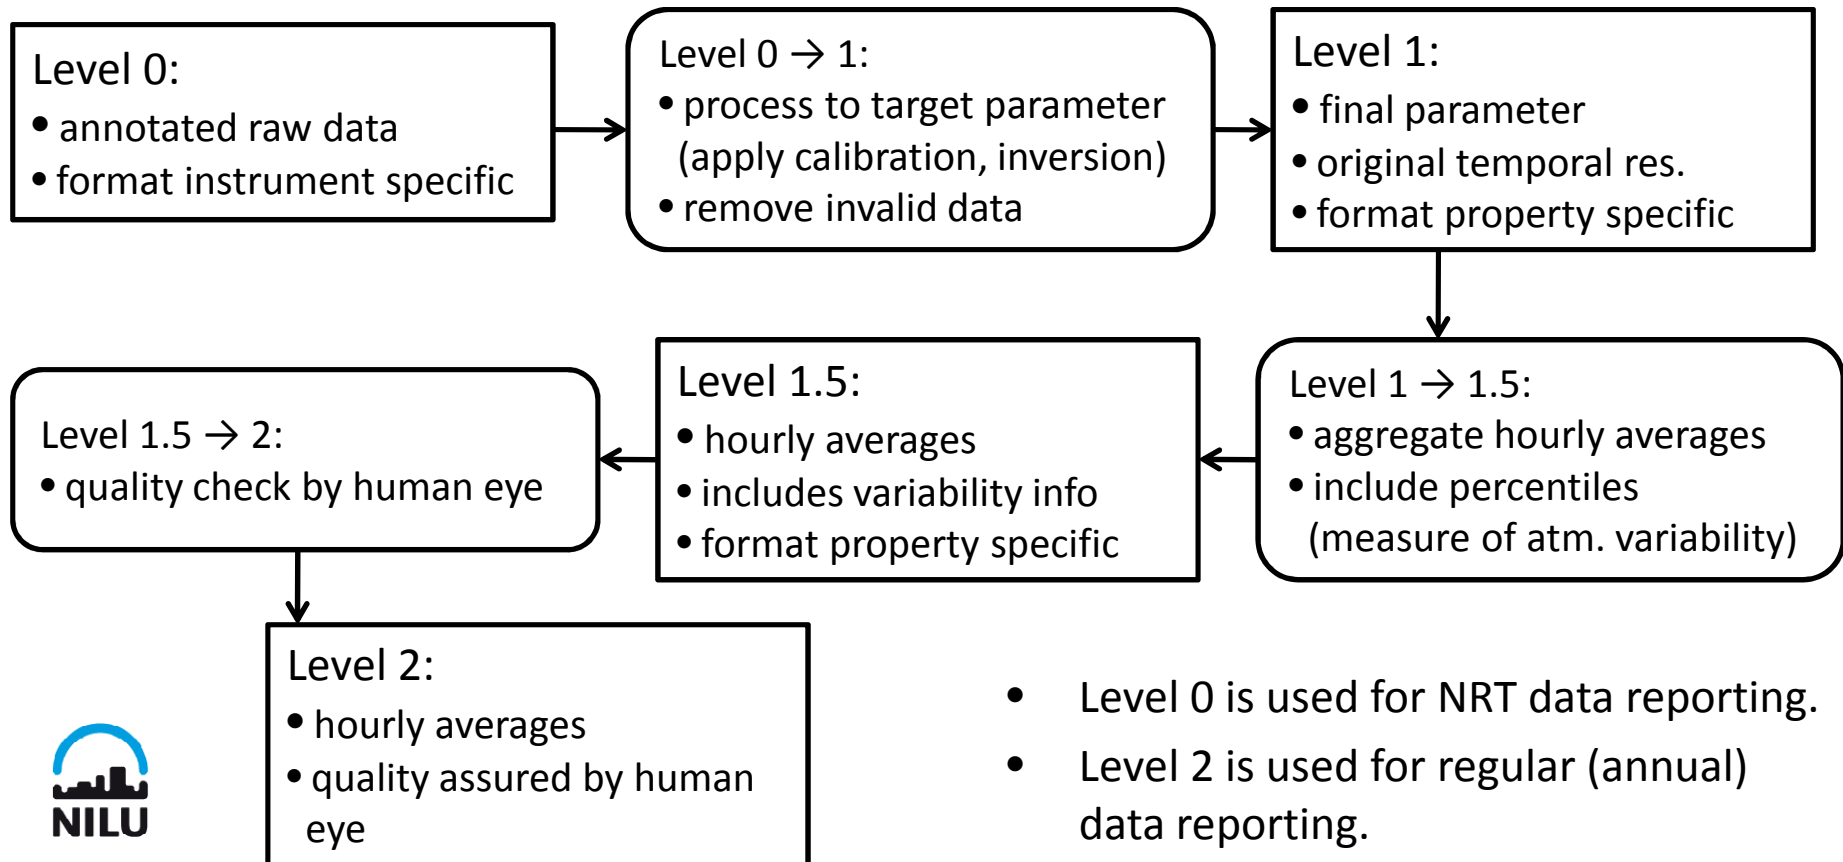 Level 0:
• annotated raw data
• format instrument specific
Level 0 → 1:
• process to target parameter
(apply calibration, inversion)
• remove invalid data
Level 1:
• final parameter
• original temporal res.
• format property specific
Level 1 → 1.5:
• aggregate hourly averages
• include percentiles
(measure of atm. variability)
Level 1.5:
• hourly averages
• includes variability info
• format property specific
Level 1.5 → 2:
• quality check by human eye
Level 2:
• hourly averages
• quality assured by human
eye
• Level 0 is used for NRT data reporting.
• Level 2 is used for regular (annual)
data reporting.
NILU